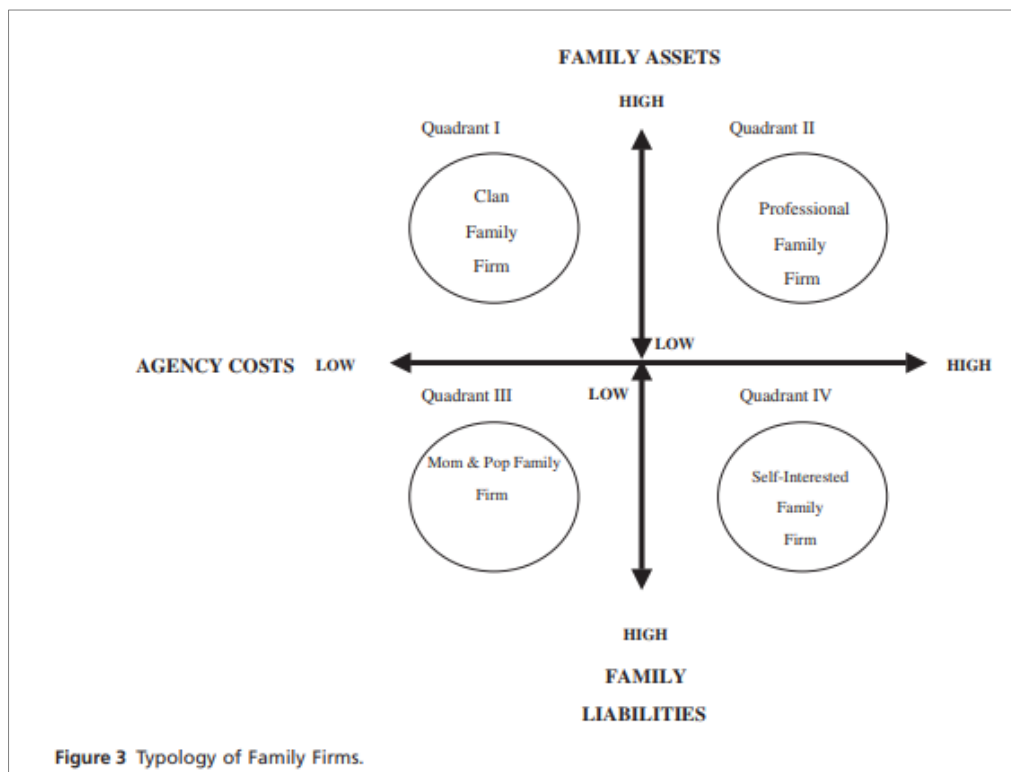 FAMILY ASSETS
HIGH
Quadrant I
Quadrant II
Clan
Family
Firm
Professional
Family
Firm
LOW
AGENCY COSTS LOW
HIGH
LOW
Quadrant III
Quadrant IV
Mom & Pop Family
Firm
Self-Interested
Family
Firm
HIGH
FAMILY
LIABILITIES
Figure 3 Typology of Family Firms.